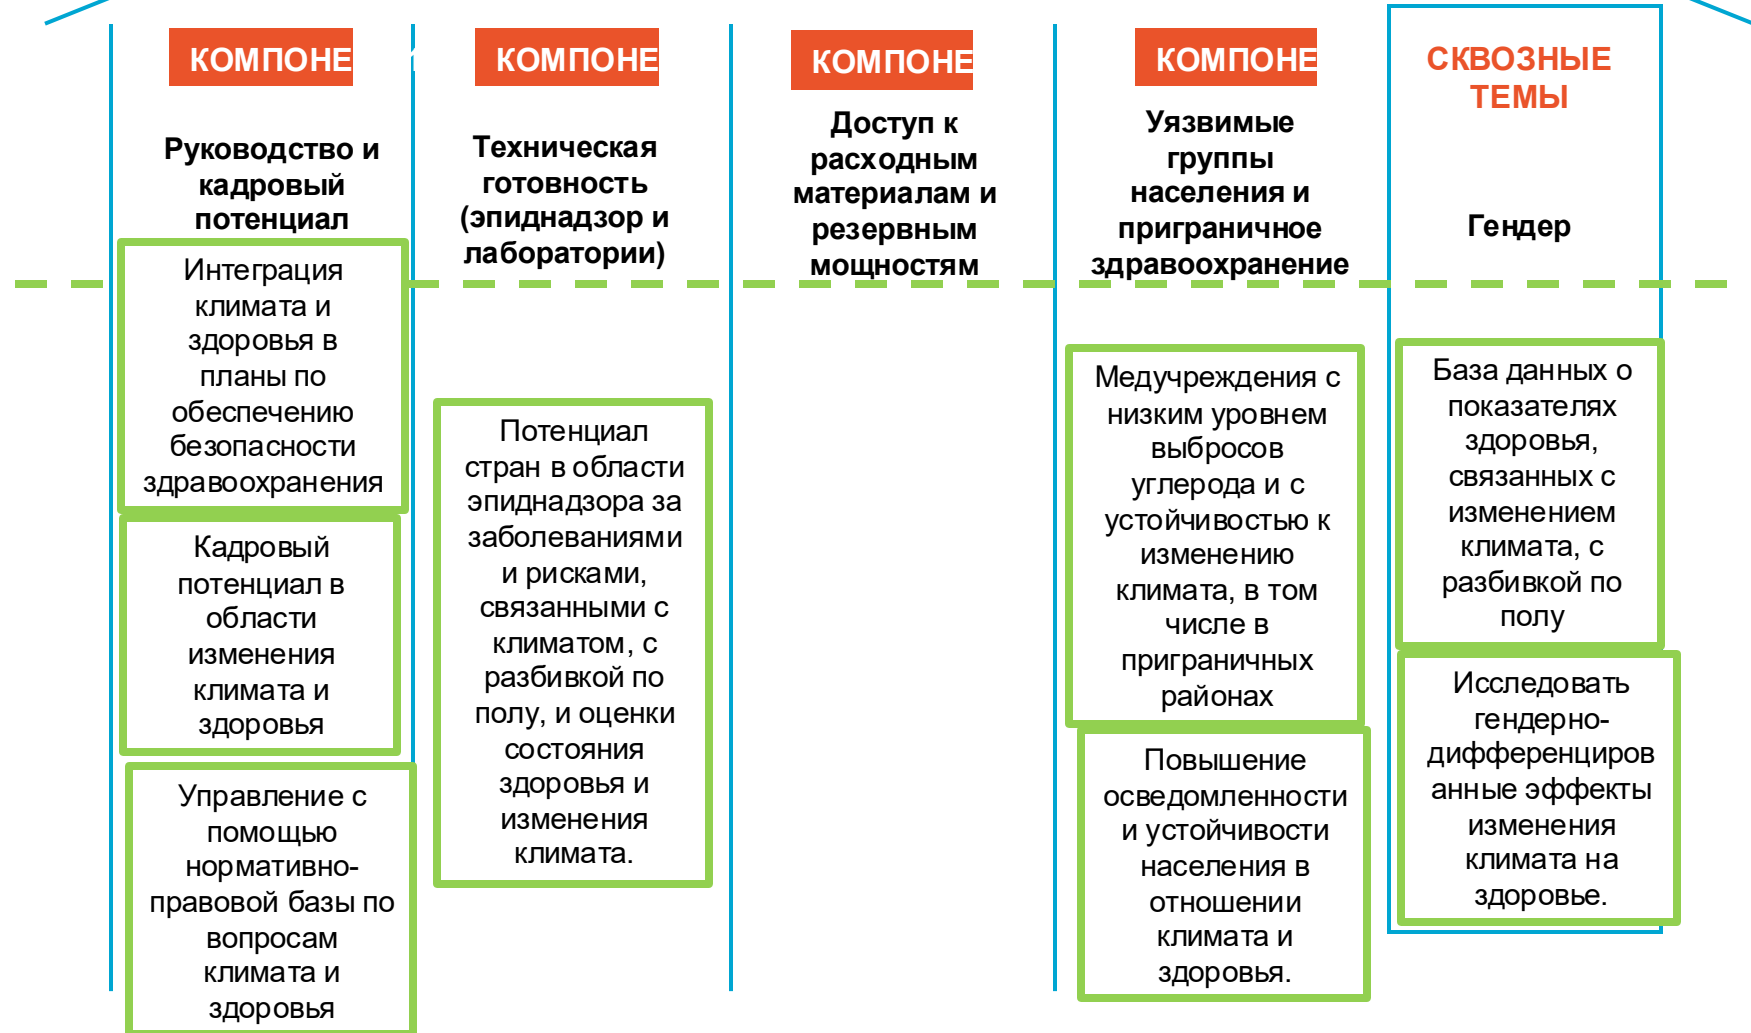 КОМПОНЕ
Руководство и
кадровый
потенциал
Интеграция
климата и
здоровья в
планы по
обеспечению
безопасности
здравоохранения
Кадровый
потенциал в
области
изменения
климата и
здоровья
Управление с
помощью
нормативно-
правовой базы по
вопросам
климата и
здоровья
КОМПОНЕ
Техническая
готовность
(эпиднадзор и
лаборатории)
Потенциал
стран в области
эпиднадзора за
заболеваниями
и рисками,
связанными с
климатом, с
разбивкой по
полу, и оценки
состояния
здоровья и
изменения
климата.
КОМПОНЕ
Доступ к
расходным
материалам и
резервным
мощностям
КОМПОНЕ
Уязвимые
группы
населения и
приграничное
здравоохранение
Медучреждения с
низким уровнем
выбросов
углерода и с
устойчивостью к
изменению
климата, в том
числе в
приграничных
районах
Повышение
осведомленности
и устойчивости
населения в
отношении
климата и
здоровья.
СКВОЗНЫЕ
ТЕМЫ
Гендер
База данных о
показателях
здоровья,
связанных с
изменением
климата, с
разбивкой по
полу
Исследовать
гендерно-
дифференциров
анные эффекты
изменения
климата на
здоровье.